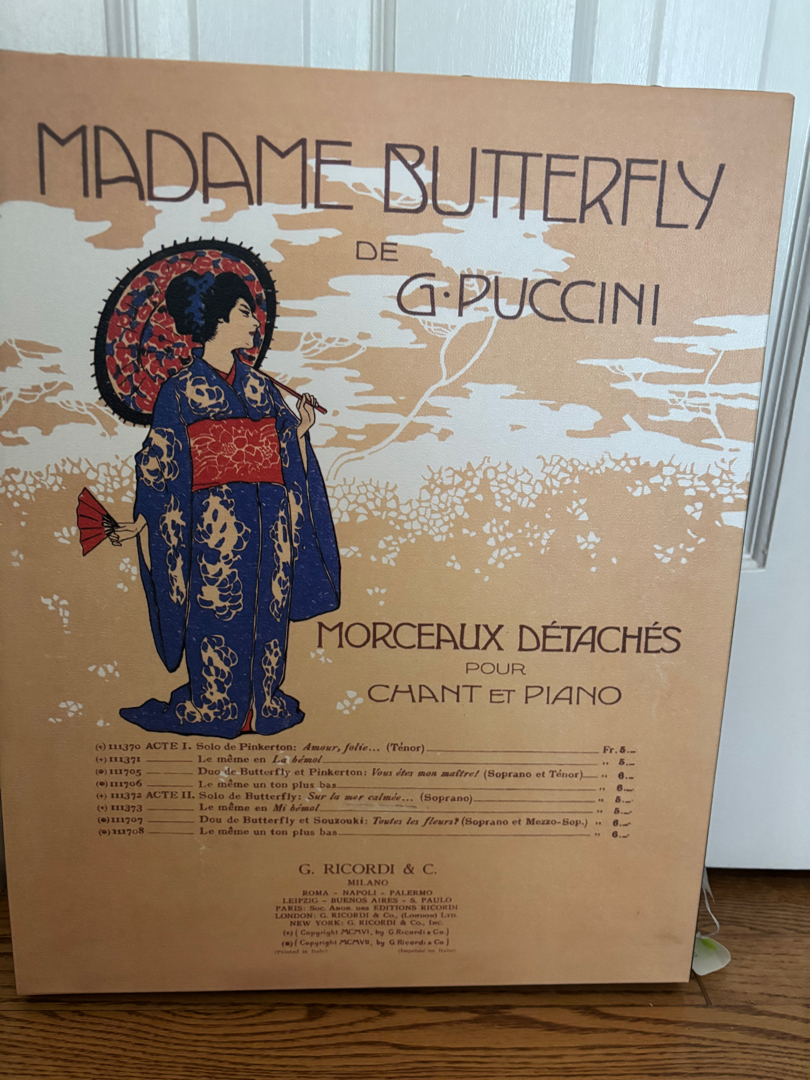 MADAME BUTTERFLY
DE
G·PUCCINI
MORCEAUX DÉTACHÉS
POUR
CHANT ET PIANO
(•) 111370 ACTE I. Solo de Pinkerton: Amour, folie... (Ténor) Fr. 5.—
(•) 111371 Le même en La bémol „ 5.—
(•) 111705 Duo de Butterfly et Pinkerton: Vous êtes mon maître! (Soprano et Ténor) „ 6.—
(•) 111706 Le même un ton plus bas „ 6.—
(•) 111372 ACTE II. Solo de Butterfly: Sur la mer calmée... (Soprano) „ 5.—
(•) 111373 Le même en Mi bémol „ 5.—
(•) 111707 Dou de Butterfly et Souzouki: Toutes les fleurs? (Soprano et Mezzo-Sop.) „ 6.—
(•) 111708 Le même un ton plus bas „ 6.—
G. RICORDI & C.
MILANO
ROMA - NAPOLI - PALERMO
LEIPZIG - BUENOS AIRES - S. PAULO
PARIS: Soc. Anon. des EDITIONS RICORDI
LONDON: G. RICORDI & Co., (London) Ltd.
NEW YORK: G. RICORDI & Co., Inc.
(•) (Copyright MCMVI, by G. Ricordi & Co.)
(•) (Copyright MCMVII, by G. Ricordi & Co.)
(Printed in Italy) (Imprimé en Italie)